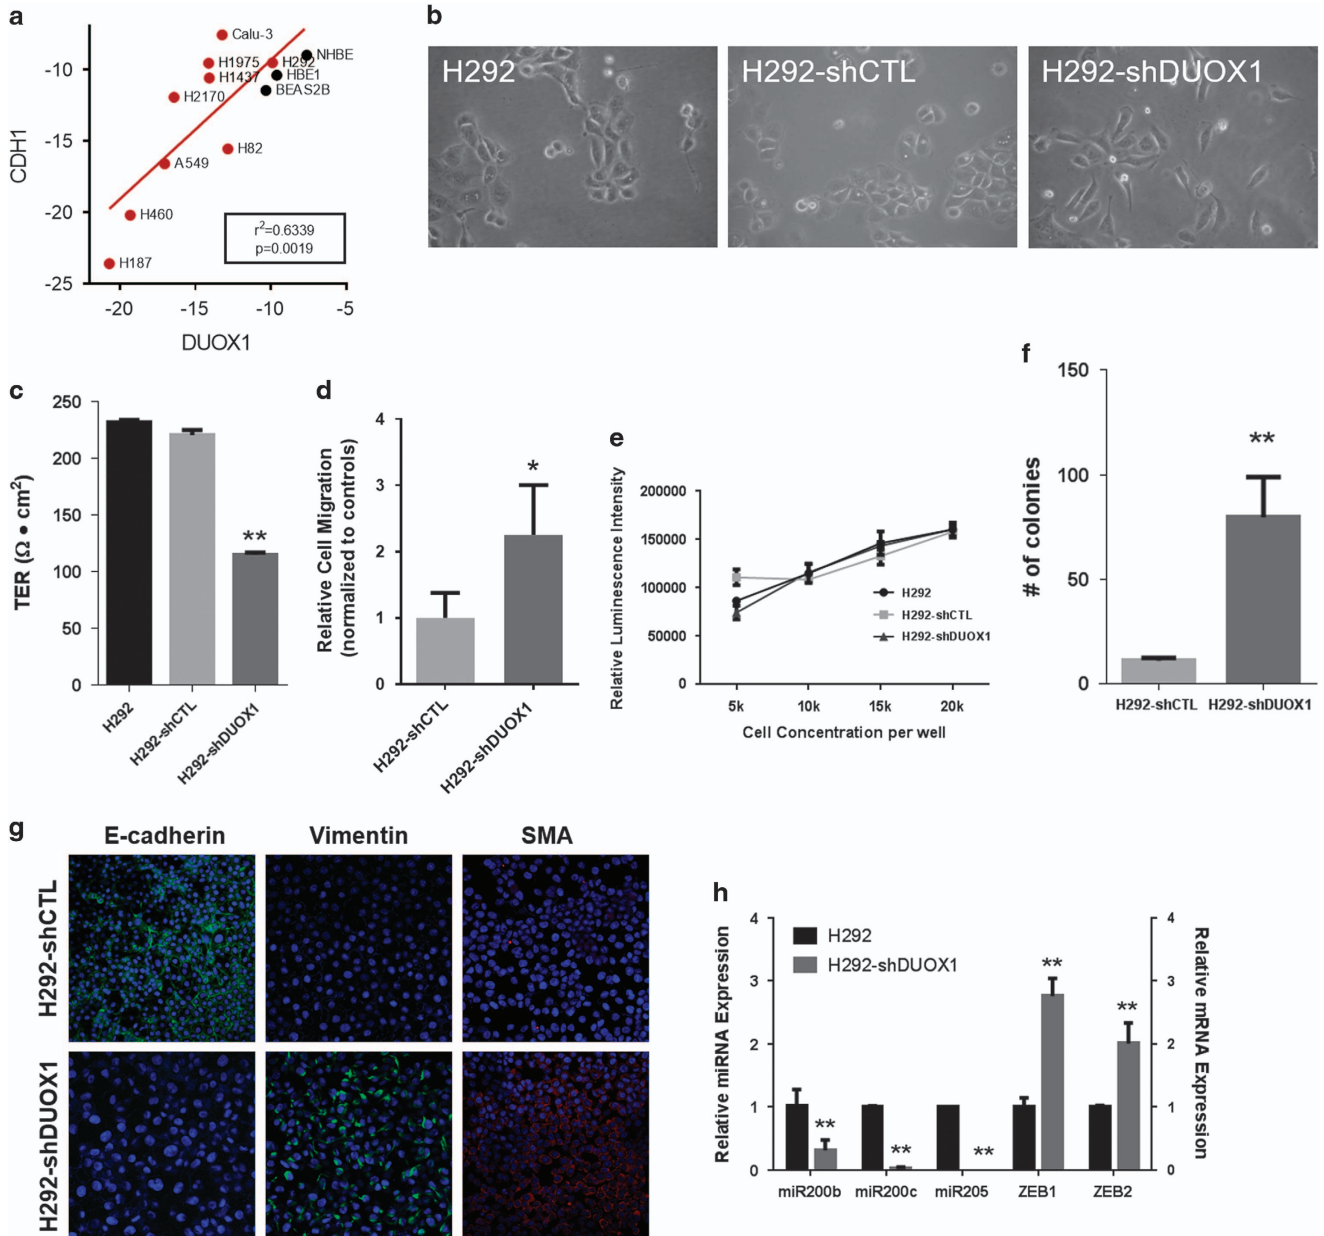 a
CDH1
-10
-15
-20
-25
-20
-15
-10
-5
DUOX1
Calu-3
NHBE
H1975
H292
H1437
HBE1
BEAS2B
H2170
H82
A549
H460
H187
r²=0.6339
p=0.0019
b
H292
H292-shCTL
H292-shDUOX1
c
TER (Ω • cm²)
250
200
150
100
50
0
**
H292
H292-shCTL
H292-shDUOX1
d
Relative Cell Migration
(normalized to controls)
4
3
2
1
0
*
H292-shCTL
H292-shDUOX1
e
Relative Luminescence Intensity
200000
150000
100000
50000
0
H292
H292-shCTL
H292-shDUOX1
5k
10k
15k
20k
Cell Concentration per well
f
# of colonies
150
100
50
0
**
H292-shCTL
H292-shDUOX1
g
E-cadherin
Vimentin
SMA
H292-shCTL
H292-shDUOX1
h
Relative miRNA Expression
4
3
2
1
0
H292
H292-shDUOX1
**
**
**
**
**
miR200b
miR200c
miR205
ZEB1
ZEB2
4
3
2
1
0
Relative mRNA Expression